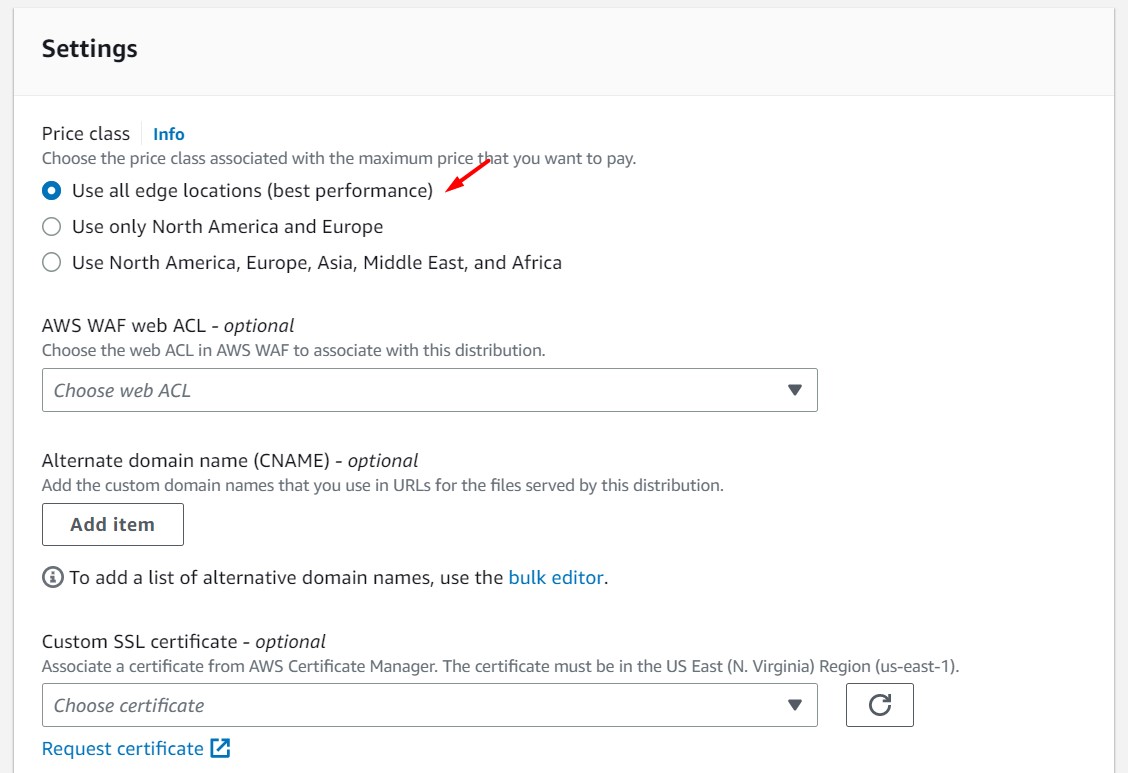 Settings
Price class Info
Choose the price class associated with the maximum price that you want to pay.
Use all edge locations (best performance)
Use only North America and Europe
Use North America, Europe, Asia, Middle East, and Africa
AWS WAF web ACL - optional
Choose the web ACL in AWS WAF to associate with this distribution.
Choose web ACL
Alternate domain name (CNAME) - optional
Add the custom domain names that you use in URLs for the files served by this distribution.
Add item
To add a list of alternative domain names, use the bulk editor.
Custom SSL certificate - optional
Associate a certificate from AWS Certificate Manager. The certificate must be in the US East (N. Virginia) Region (us-east-1).
Choose certificate
Request certificate